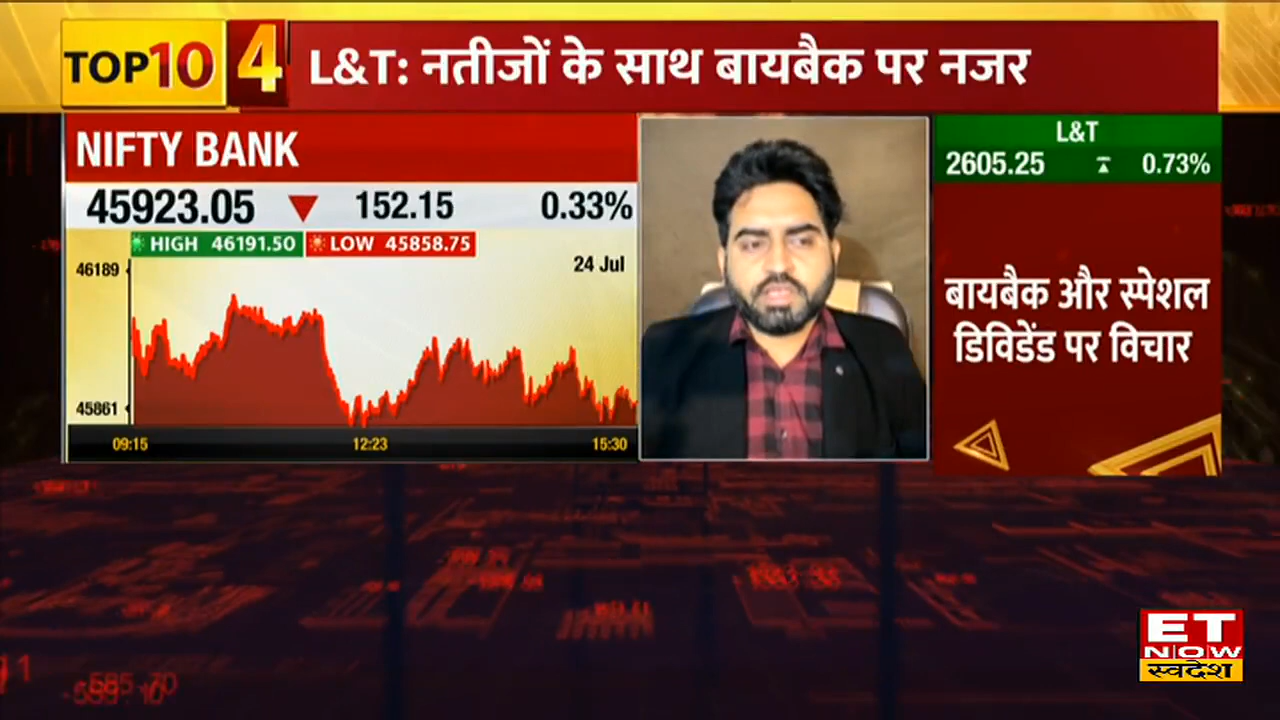 TOP10 4 L&T: नतीजों के साथ बायबैक पर नजर
NIFTY BANK
45923.05 ▼ 152.15 0.33%
HIGH 46191.50 LOW 45858.75
24 Jul
46189
45861
09:15 12:23 15:30
L&T
2605.25 0.73%
बायबैक और स्पेशल
डिविडेंड पर विचार
ET
NOW
स्वदेश